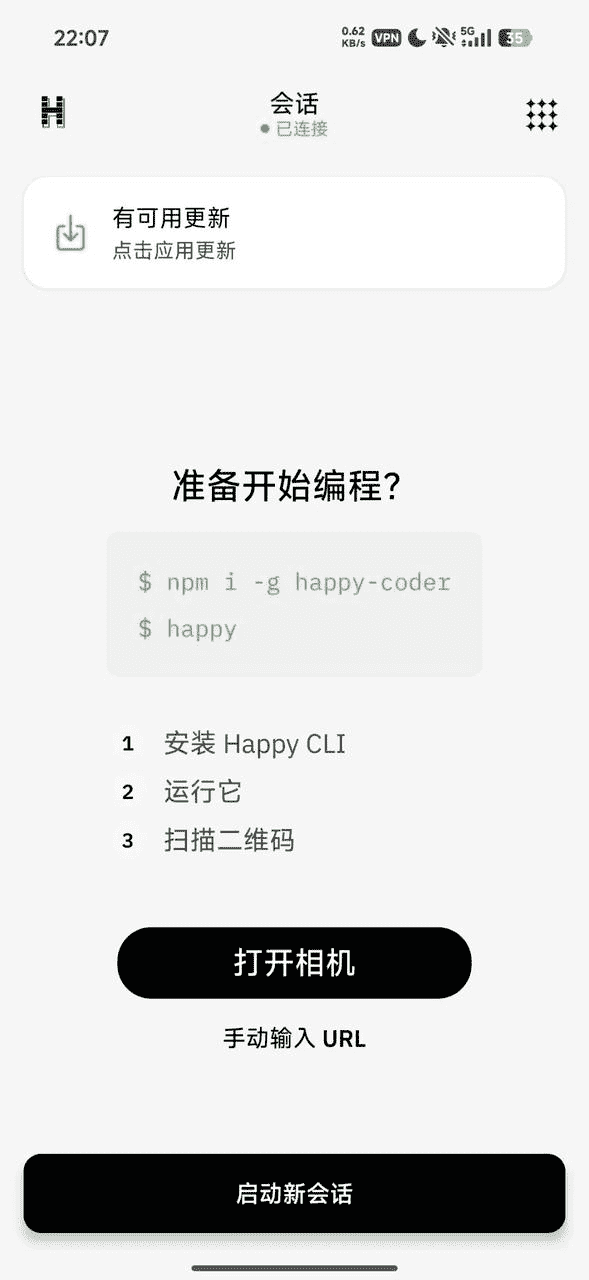 22:07
0.62
KB/s
VPN
5G
35
会话
已连接
有可用更新
点击应用更新
准备开始编程？
$ npm i -g happy-coder
$ happy
1 安装 Happy CLI
2 运行它
3 扫描二维码
打开相机
手动输入 URL
启动新会话